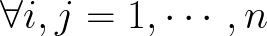 ∀i, j = 1, ⋯ , n